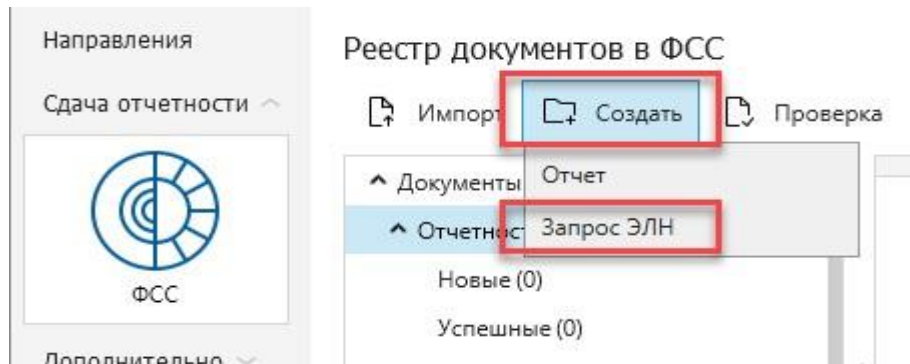 Направления
Сдача отчетности
ФСС
Дополнительно
Реестр документов в ФСС
Импорт Создать Проверка
Отчет
Запрос ЭЛН
Документы
Отчетнос
Новые (0)
Успешные (0)